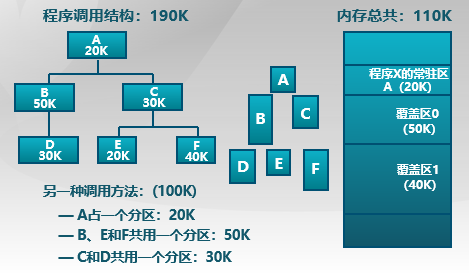 程序调用结构：190K
内存总共：110K
A
20K
B
50K
C
30K
D
30K
E
20K
F
40K
A
B
C
D
E
F
程序X的常驻区
A（20K）
覆盖区0
(50K)
覆盖区1
(40K)
另一种调用方法：(100K)
— A占一个分区：20K
— B、E和F共用一个分区：50K
— C和D共用一个分区：30K